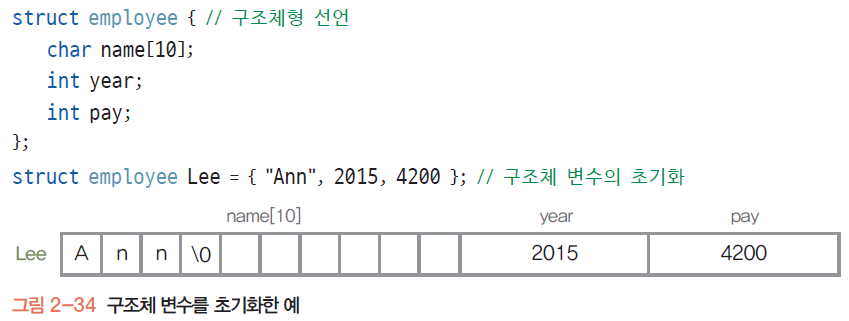 struct employee { // 구조체형 선언
char name[10];
int year;
int pay;
};
struct employee Lee = { "Ann", 2015, 4200 }; // 구조체 변수의 초기화
name[10] year pay
Lee A n n \0 2015 4200
그림 2-34 구조체 변수를 초기화한 예